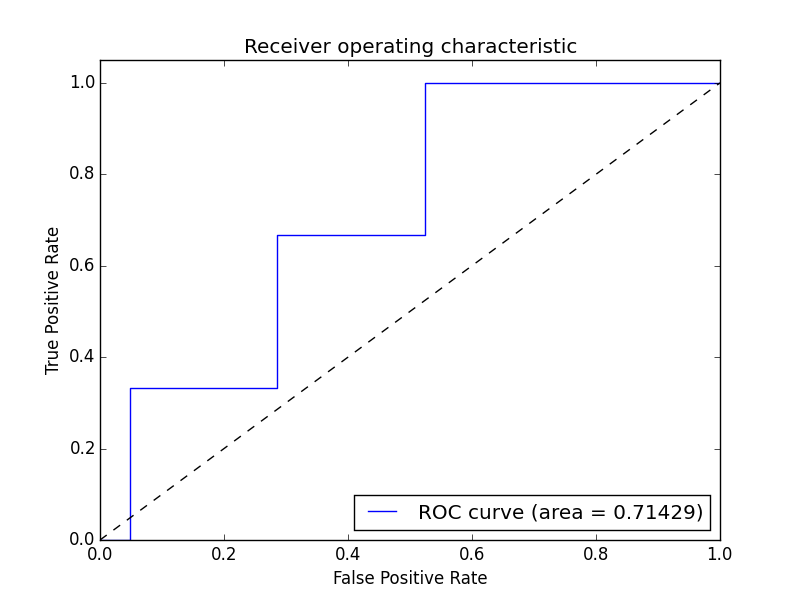 Receiver operating characteristic
True Positive Rate
1.0
0.8
0.6
0.4
0.2
0.0
ROC curve (area = 0.71429)
0.0 0.2 0.4 0.6 0.8 1.0
False Positive Rate